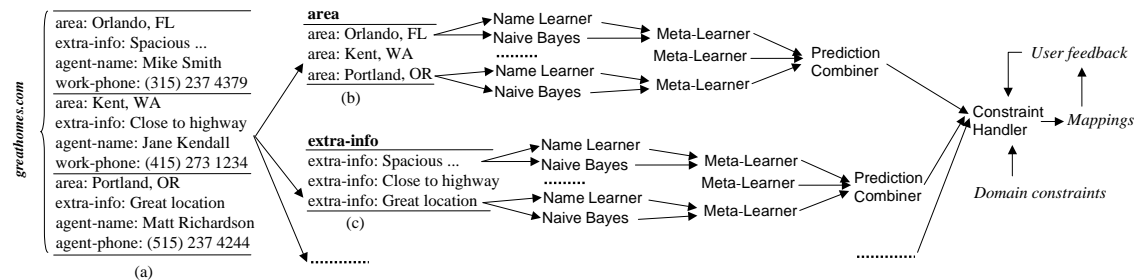 greathomes.com
area: Orlando, FL
extra-info: Spacious ...
agent-name: Mike Smith
work-phone: (315) 237 4379
area: Kent, WA
extra-info: Close to highway
agent-name: Jane Kendall
work-phone: (415) 273 1234
area: Portland, OR
extra-info: Great location
agent-name: Matt Richardson
agent-phone: (515) 237 4244
(a)
area
area: Orlando, FL
area: Kent, WA
area: Portland, OR
(b)
Name Learner
Naive Bayes
.........
Name Learner
Naive Bayes
Meta-Learner
Meta-Learner
Meta-Learner
Prediction
Combiner
extra-info
extra-info: Spacious ...
extra-info: Close to highway
extra-info: Great location
(c)
Name Learner
Naive Bayes
.........
Name Learner
Naive Bayes
Meta-Learner
Meta-Learner
Meta-Learner
Prediction
Combiner
............
............
Constraint
Handler
User feedback
Mappings
Domain constraints